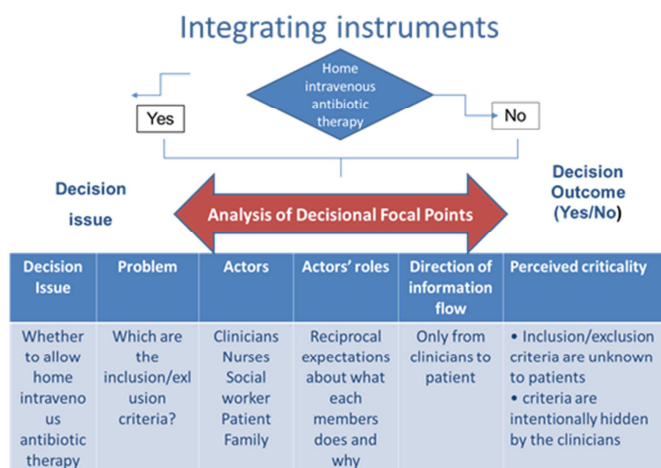 Integrating instruments
Home
intravenous
antibiotic
therapy
Yes
No
Decision
issue
Analysis of Decisional Focal Points
Decision
Outcome
(Yes/No)
Decision
Issue
Problem
Actors
Actors' roles
Direction of
information
flow
Perceived criticality
Whether
to allow
home
intraveno
us
antibiotic
therapy
Which are
the
inclusion/exl
usion
criteria?
Clinicians
Nurses
Social
worker
Patient
Family
Reciprocal
expectations
about what
each
members
does and
why
Only from
clinicians to
patient
• Inclusion/exclusion
criteria are unknown
to patients
• criteria are
intentionally hidden
by the clinicians